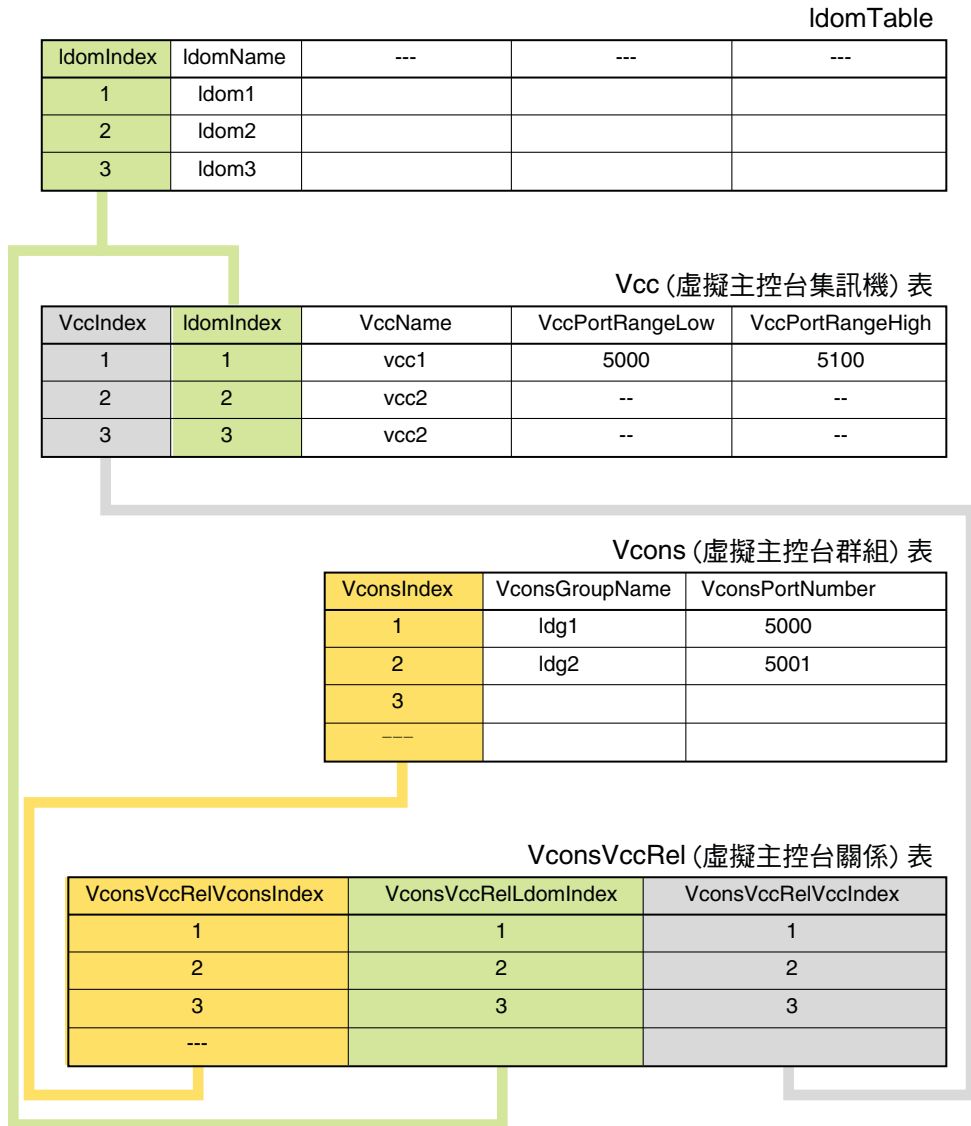 ldomTable
ldomIndex ldomName --- --- ---
1 ldom1
2 ldom2
3 ldom3
Vcc (虛擬主控台集訊機) 表
VccIndex ldomIndex VccName VccPortRangeLow VccPortRangeHigh
1 1 vcc1 5000 5100
2 2 vcc2 -- --
3 3 vcc2 -- --
Vcons (虛擬主控台群組) 表
VconsIndex VconsGroupName VconsPortNumber
1 ldg1 5000
2 ldg2 5001
3
---
VconsVccRel (虛擬主控台關係) 表
VconsVccRelVconsIndex VconsVccRelLdomIndex VconsVccRelVccIndex
1 1 1
2 2 2
3 3 3
---